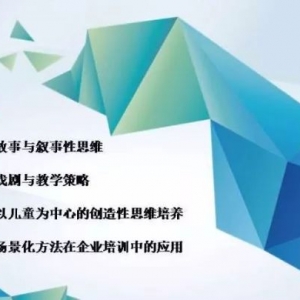 故事与叙事性思维
戏剧与教学策略
以儿童为中心的创造性思维培养
场景化方法在企业培训中的应用